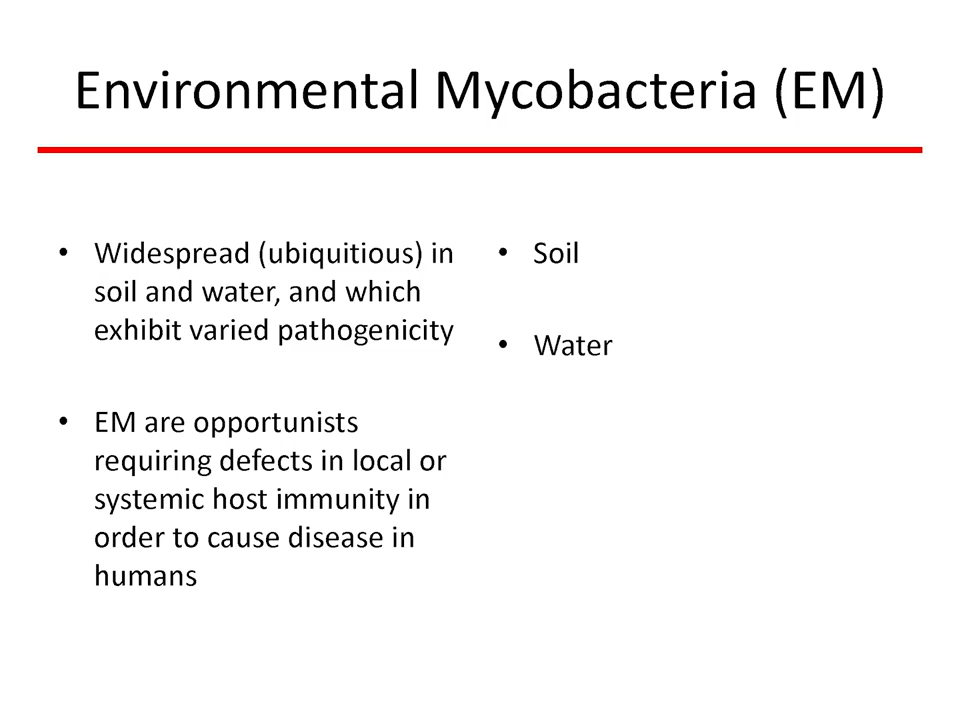 Environmental Mycobacteria (EM)
• Widespread (ubiquitious) in
soil and water, and which
exhibit varied pathogenicity
• EM are opportunists
requiring defects in local or
systemic host immunity in
order to cause disease in
humans
• Soil
• Water